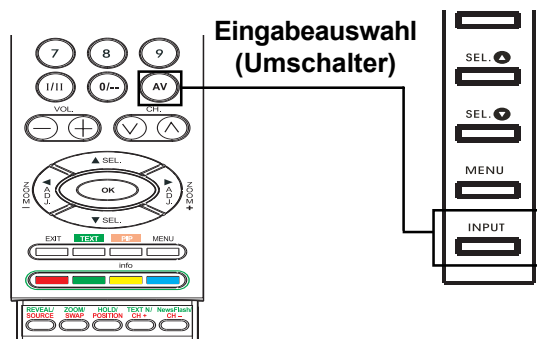 Eingabeauswahl
(Umschalter)
7 8 9
I/II 0/-- AV
VOL. CH.
SEL.
ZOOM− ADJ. OK ADJ. ZOOM+
SEL.
EXIT TEXT PIP MENU
info
REVEAL/ ZOOM/ HOLD/ TEXT N/ NewsFlash/
SOURCE SWAP POSITION CH + CH −
SEL.
SEL.
MENU
INPUT